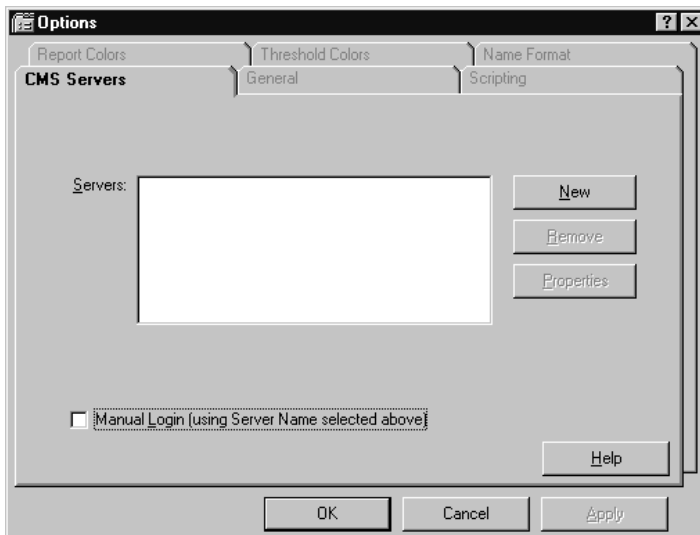 Options
Report Colors Threshold Colors Name Format
CMS Servers General Scripting
Servers:
New
Remove
Properties
Manual Login (using Server Name selected above)
Help
OK Cancel Apply